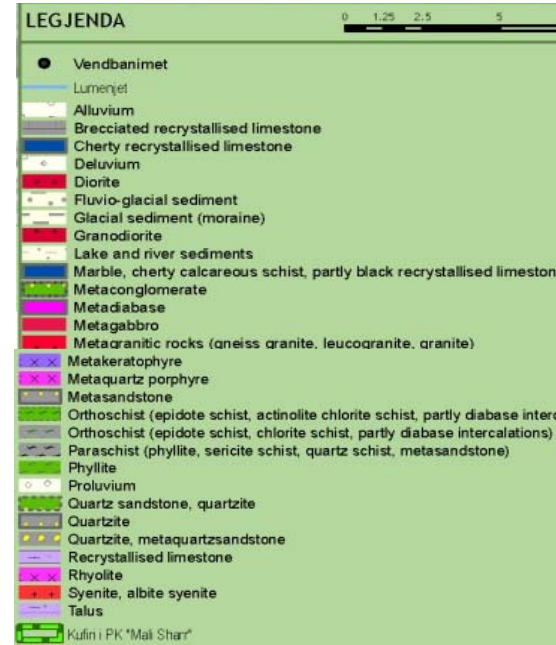 LEGJENDA
0 1.25 2.5 5
Vendbanimet
Lumenjet
Alluvium
Brecciated recrystallised limestone
Cherty recrystallised limestone
Deluvium
Diorite
Fluvio-glacial sediment
Glacial sediment (moraine)
Granodiorite
Lake and river sediments
Marble, cherty calcareous schist, partly black recrystallised limeston
Metaconglomerate
Metadiabase
Metagabbro
Metagranitic rocks (gneiss granite, leucogranite, granite)
Metakeratophyre
Metaquartz porphyre
Metasandstone
Orthoschist (epidote schist, actinolite chlorite schist, partly diabase interc
Orthoschist (epidote schist, chlorite schist, partly diabase intercalations)
Paraschist (phyllite, sericite schist, quartz schist, metasandstone)
Phyllite
Proluvium
Quartz sandstone, quartzite
Quartzite
Quartzite, metaquartzsandstone
Recrystallised limestone
Rhyolite
Syenite, albite syenite
Talus
Kufiri i PK "Mali Sharr"